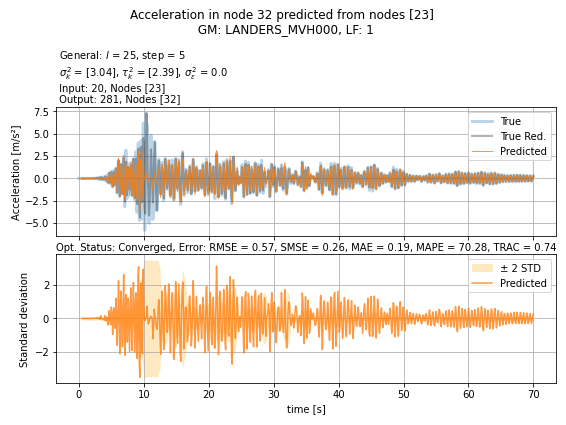 Acceleration in node 32 predicted from nodes [23]
GM: LANDERS_MVH000, LF: 1
General: l = 25, step = 5
σ²_k = [3.04], τ²_k = [2.39], σ²_ε = 0.0
Input: 20, Nodes [23]
Output: 281, Nodes [32]
Acceleration [m/s²]
7.5
5.0
2.5
0.0
−2.5
−5.0
True
True Red.
Predicted
Opt. Status: Converged, Error: RMSE = 0.57, SMSE = 0.26, MAE = 0.19, MAPE = 70.28, TRAC = 0.74
Standard deviation
2
0
−2
± 2 STD
Predicted
0 10 20 30 40 50 60 70
time [s]